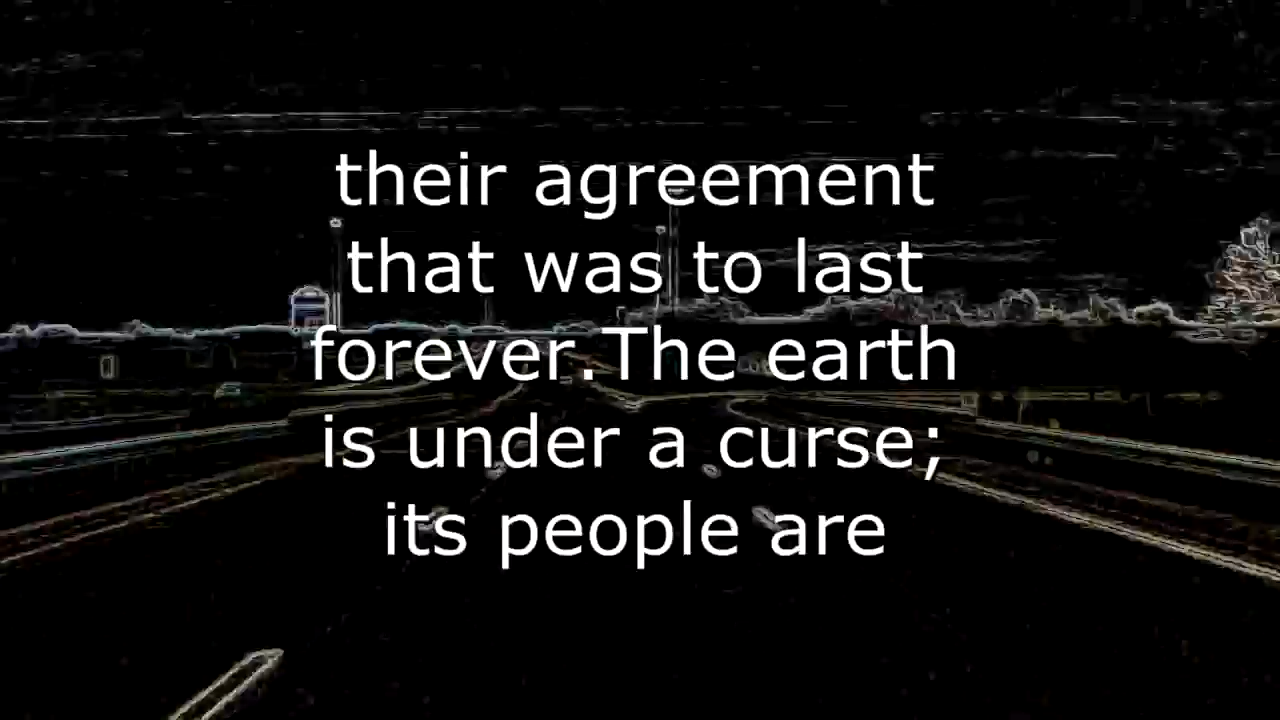 their agreement
that was to last
forever.The earth
is under a curse;
its people are